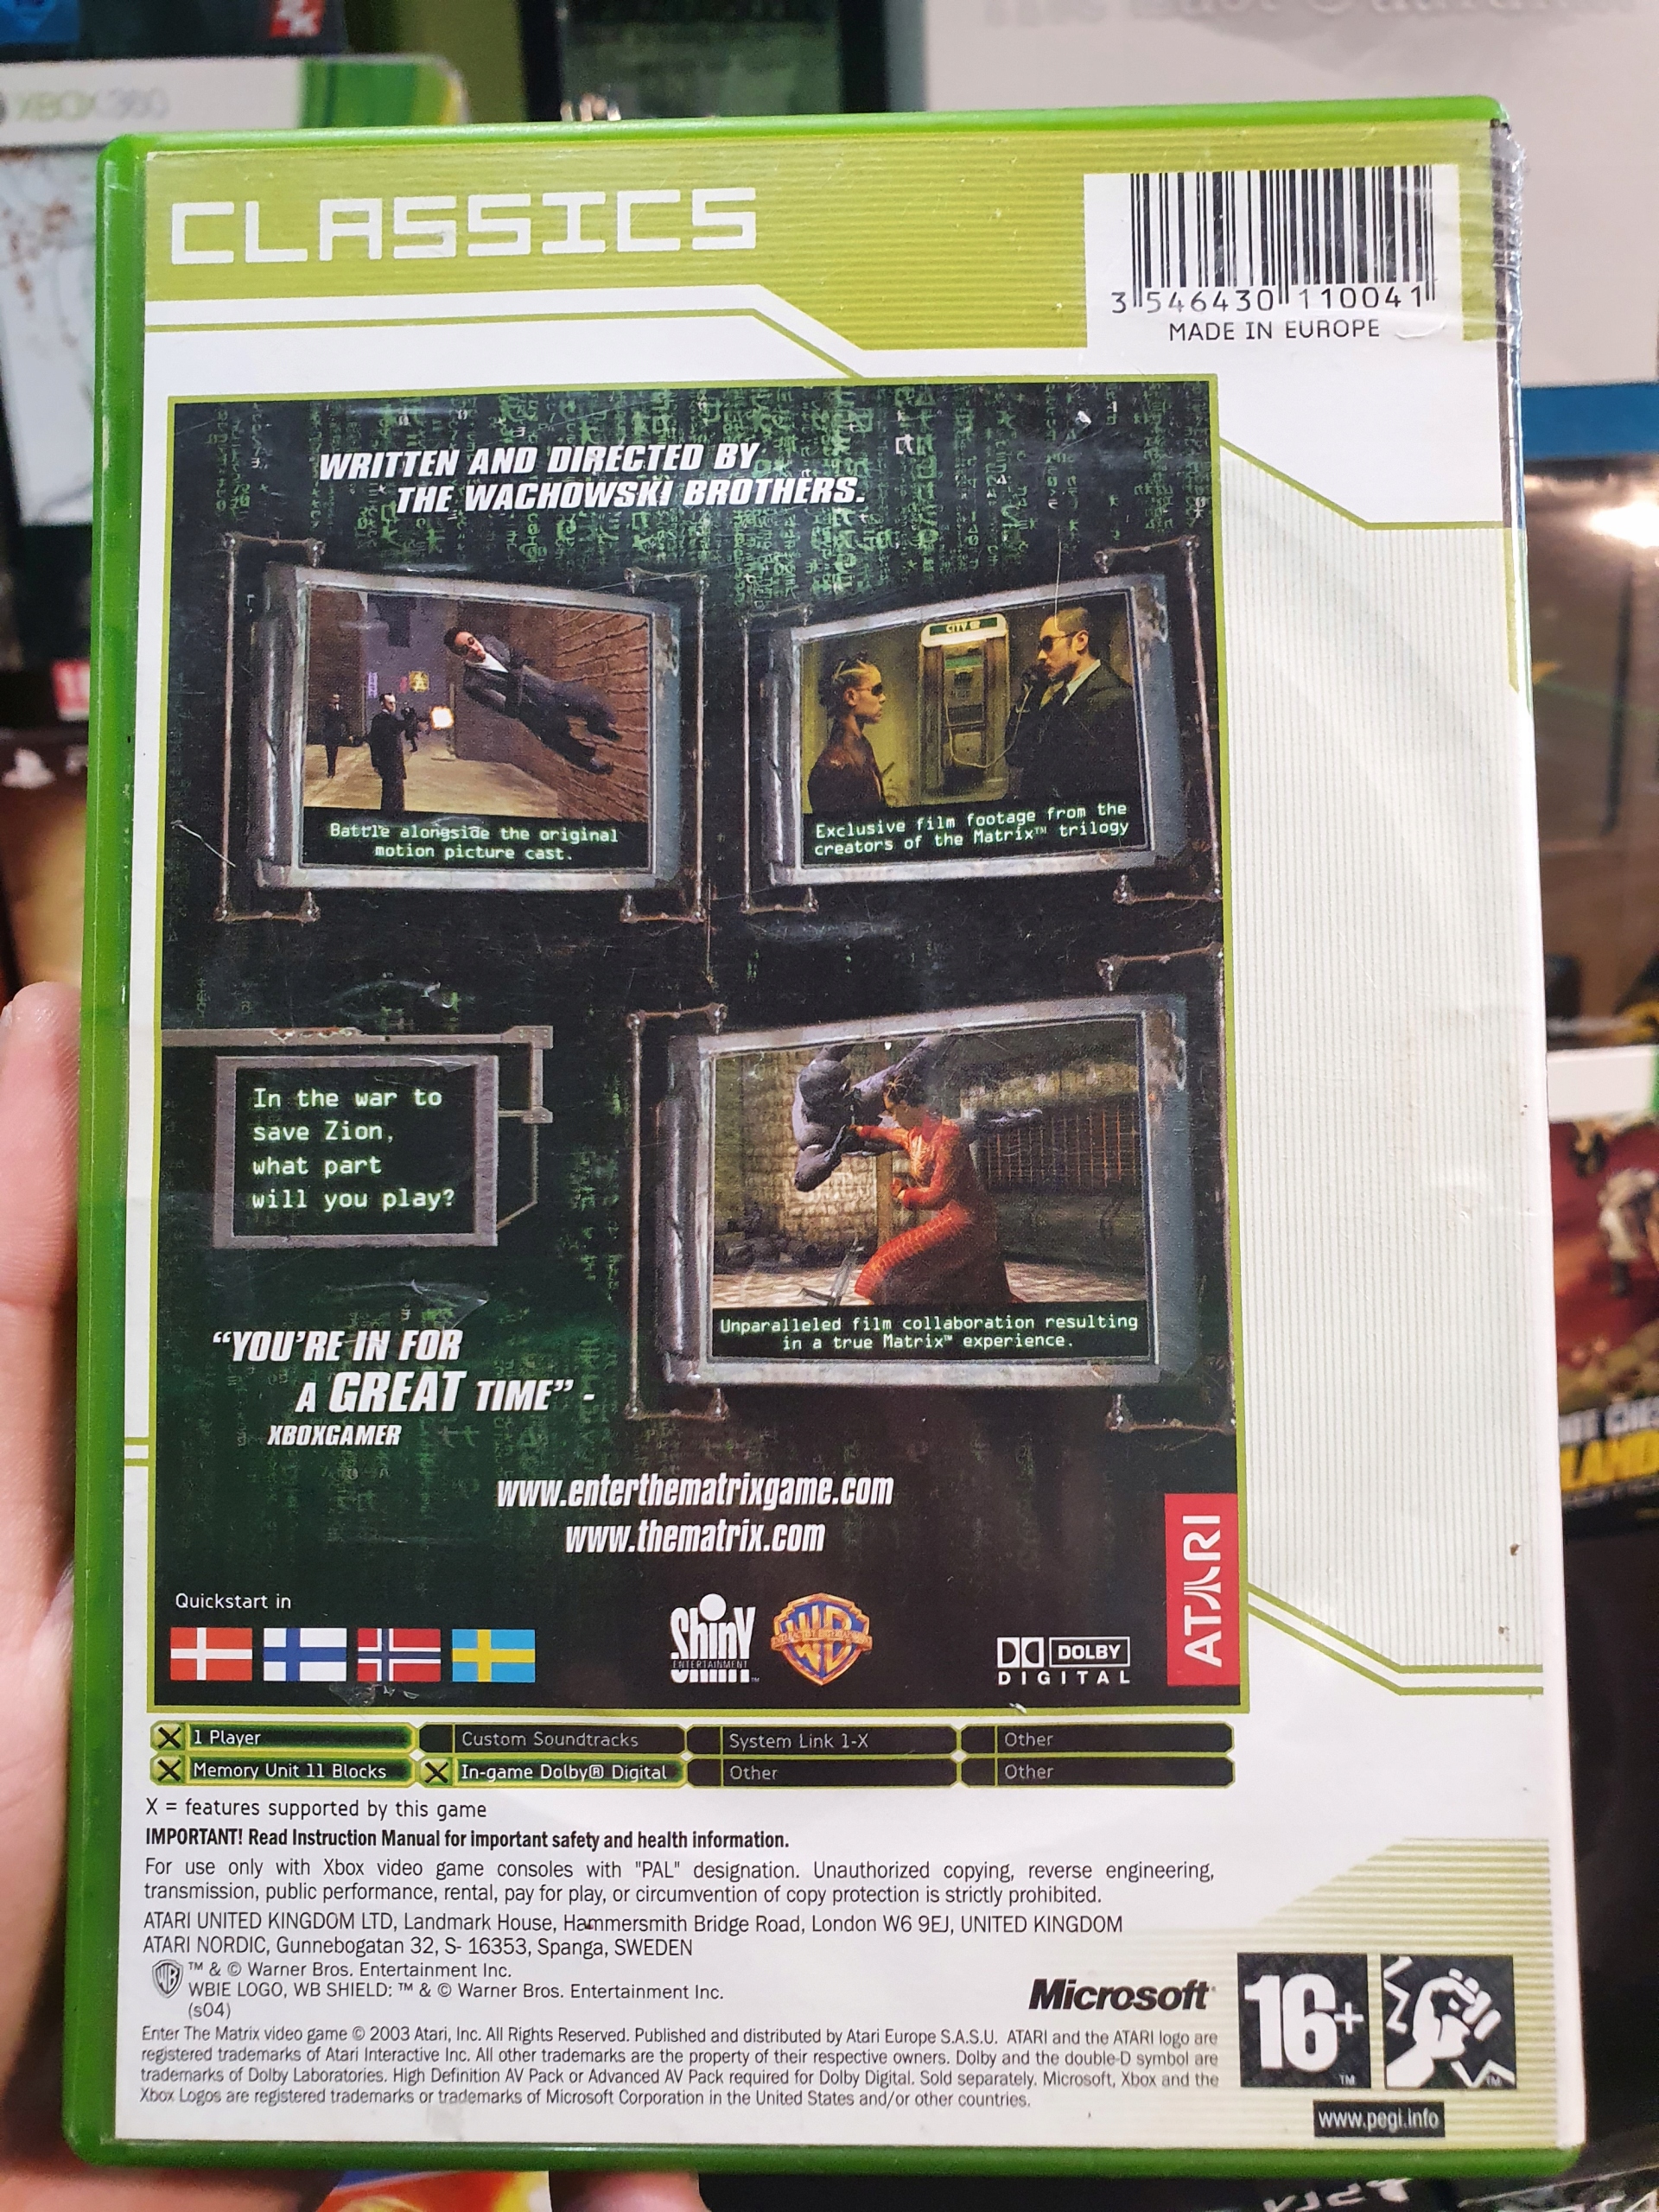 XBOX 360
2K
CLASSICS
3 546430 110041
MADE IN EUROPE
WRITTEN AND DIRECTED BY
THE WACHOWSKI BROTHERS.
CITY
Battle alongside the original
motion picture cast.
Exclusive film footage from the
creators of the Matrix™ trilogy
In the war to
save Zion,
what part
will you play?
Unparalleled film collaboration resulting
in a true Matrix™ experience.
“YOU'RE IN FOR
A GREAT TIME” -
XBOXGAMER
www.enterthematrixgame.com
www.thematrix.com
Quickstart in
Shiny
ENTERTAINMENT™
WB
DOLBY
DIGITAL
ATARI
1 Player
Custom Soundtracks
System Link 1-X
Other
Memory Unit 11 Blocks
In-game Dolby® Digital
Other
Other
X = features supported by this game
IMPORTANT! Read Instruction Manual for important safety and health information.
For use only with Xbox video game consoles with "PAL" designation. Unauthorized copying, reverse engineering,
transmission, public performance, rental, pay for play, or circumvention of copy protection is strictly prohibited.
ATARI UNITED KINGDOM LTD, Landmark House, Hammersmith Bridge Road, London W6 9EJ, UNITED KINGDOM
ATARI NORDIC, Gunnebogatan 32, S- 16353, Spanga, SWEDEN
™ & © Warner Bros. Entertainment Inc.
WBIE LOGO, WB SHIELD: ™ & © Warner Bros. Entertainment Inc.
(s04)
Microsoft®
16+
™
Enter The Matrix video game © 2003 Atari, Inc. All Rights Reserved. Published and distributed by Atari Europe S.A.S.U. ATARI and the ATARI logo are
registered trademarks of Atari Interactive Inc. All other trademarks are the property of their respective owners. Dolby and the double-D symbol are
trademarks of Dolby Laboratories. High Definition AV Pack or Advanced AV Pack required for Dolby Digital. Sold separately. Microsoft, Xbox and the
Xbox Logos are registered trademarks or trademarks of Microsoft Corporation in the United States and/or other countries.
www.pegi.info